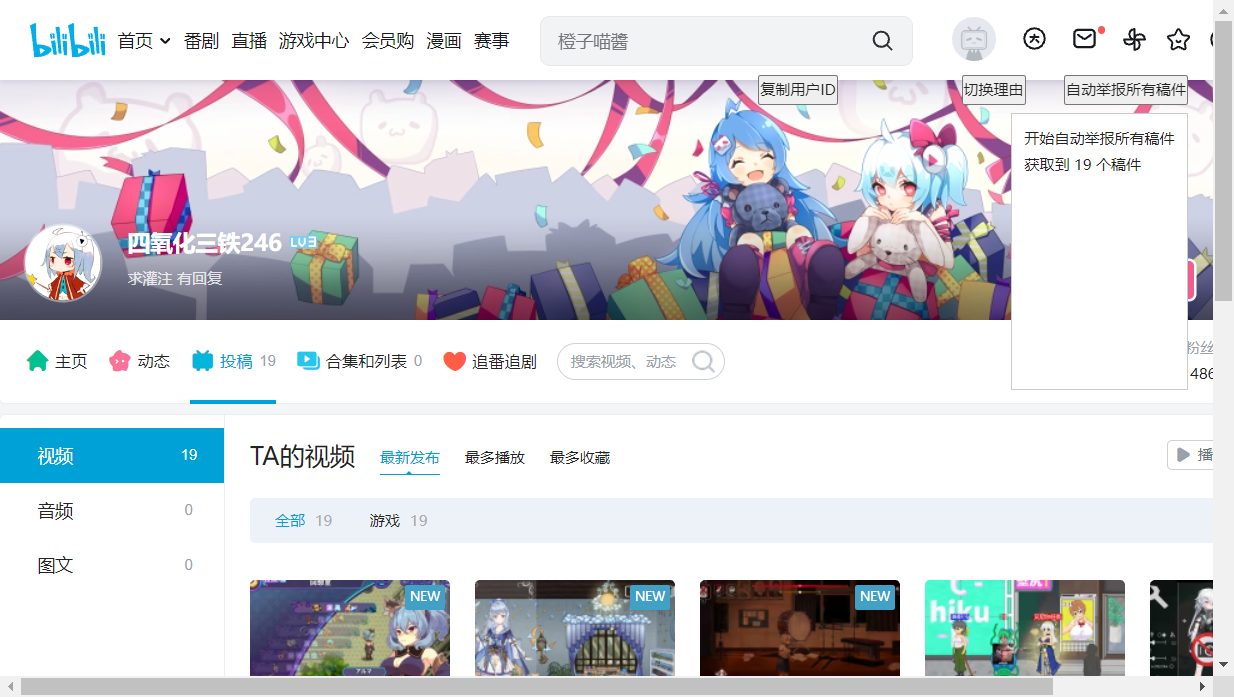 bilibili 首页 番剧 直播 游戏中心 会员购 漫画 赛事 橙子喵酱
复制用户ID 切换理由 自动举报所有稿件
开始自动举报所有稿件
获取到 19 个稿件
四氧化三铁246 LV3
求灌注 有回复
主页 动态 投稿 19 合集和列表 0 追番追剧 搜索视频、动态
粉丝
486
视频 19
音频 0
图文 0
TA的视频 最新发布 最多播放 最多收藏 播
全部 19 游戏 19
NEW NEW NEW
hiku